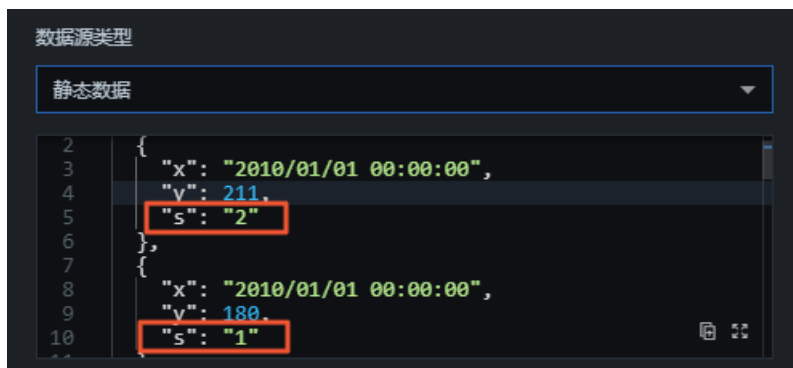 数据源类型
静态数据
2 {
3 "x": "2010/01/01 00:00:00",
4 "y": 211,
5 "s": "2"
6 },
7 {
8 "x": "2010/01/01 00:00:00",
9 "y": 180,
10 "s": "1"
11 }